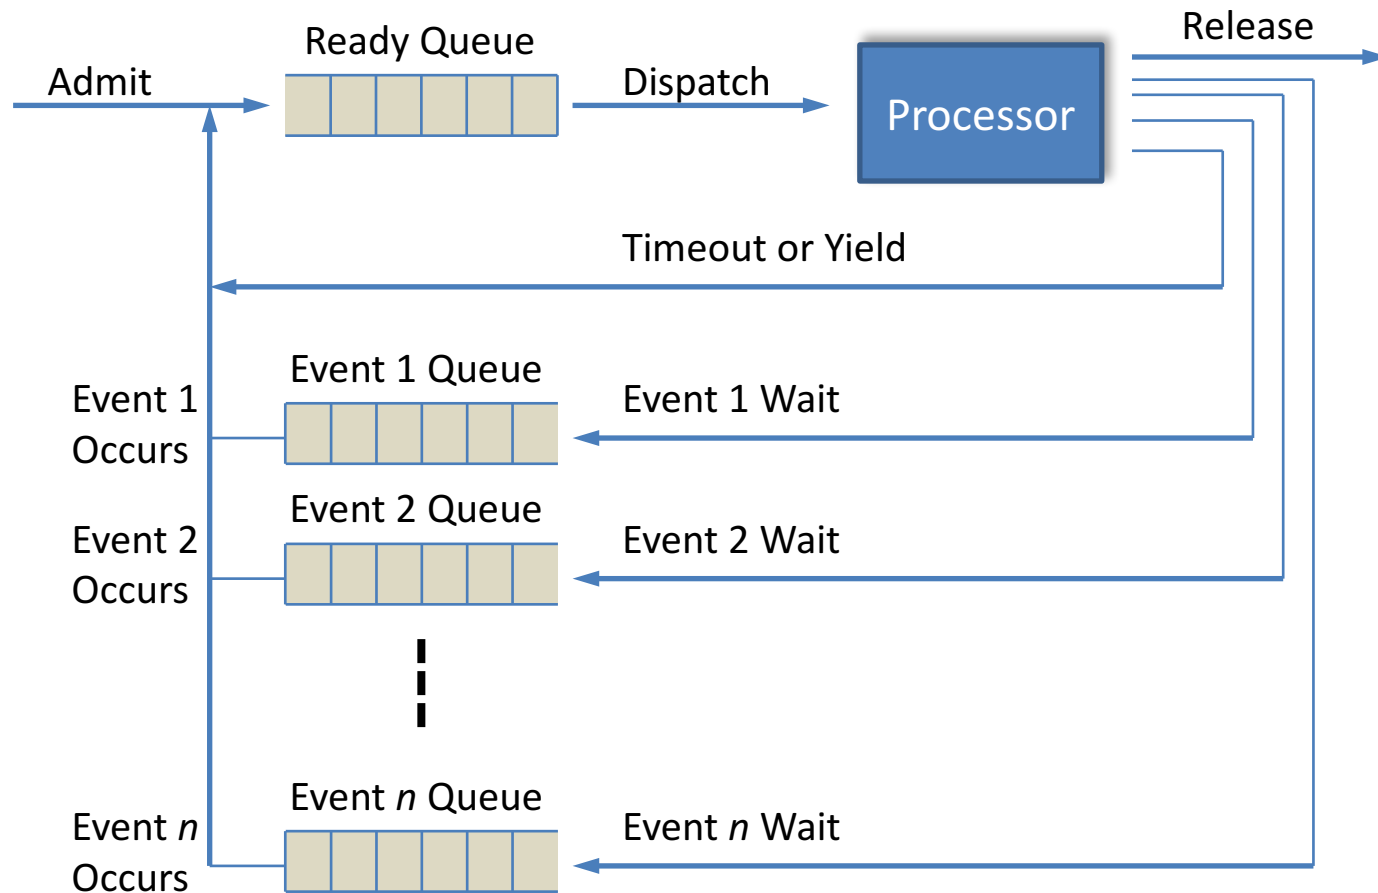 Ready Queue
Release
Admit
Dispatch
Processor
Timeout or Yield
Event 1 Queue
Event 1
Occurs
Event 1 Wait
Event 2 Queue
Event 2
Occurs
Event 2 Wait
Event n Queue
Event n
Occurs
Event n Wait